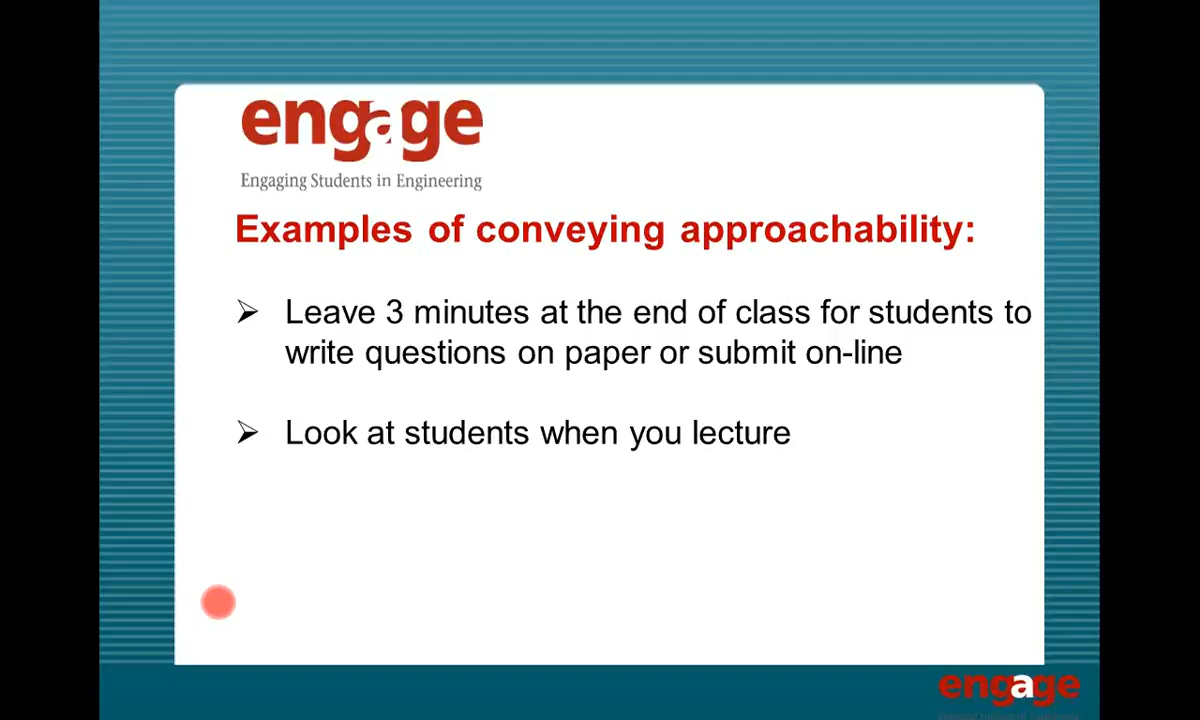 engage
Engaging Students in Engineering
Examples of conveying approachability:
Leave 3 minutes at the end of class for students to
write questions on paper or submit on-line
Look at students when you lecture
engage